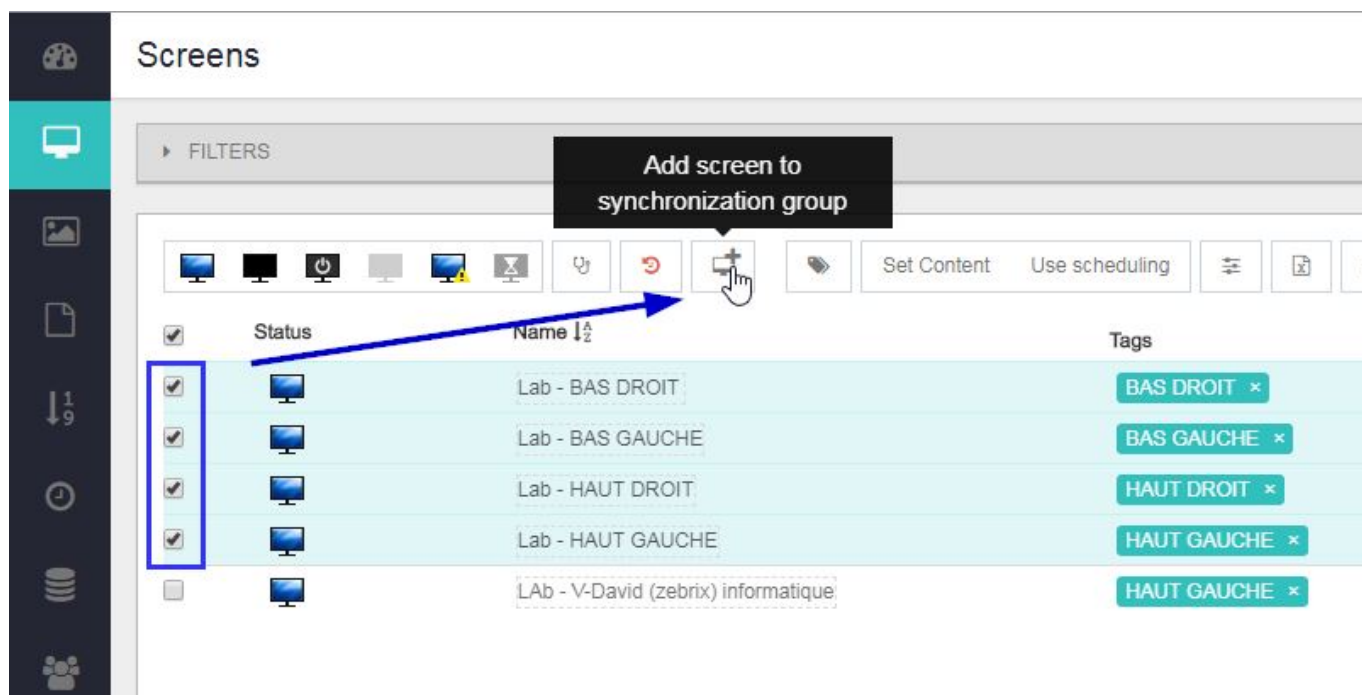 Screens
FILTERS
Add screen to
synchronization group
Set Content Use scheduling
Status Name Tags
Lab - BAS DROIT BAS DROIT ×
Lab - BAS GAUCHE BAS GAUCHE ×
Lab - HAUT DROIT HAUT DROIT ×
Lab - HAUT GAUCHE HAUT GAUCHE ×
LAb - V-David (zebrix) informatique HAUT GAUCHE ×